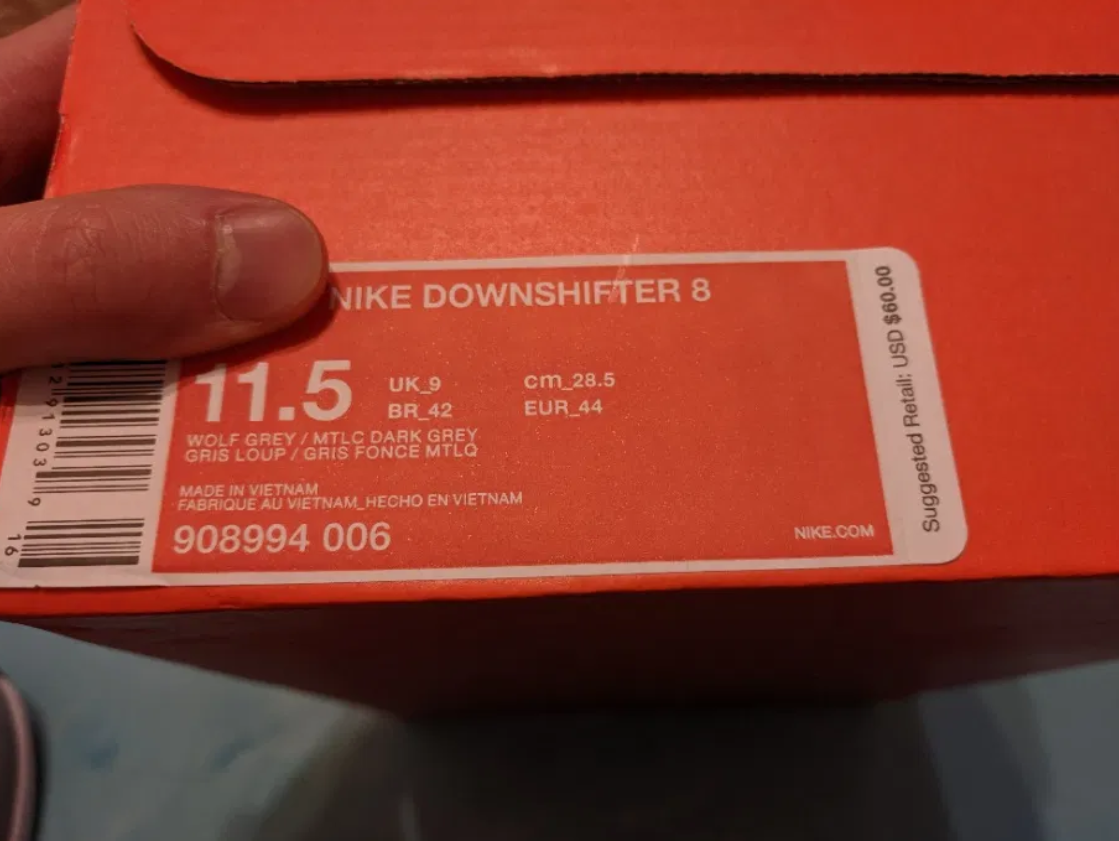 NIKE DOWNSHIFTER 8
11.5
UK_9
cm_28.5
BR_42
EUR_44
WOLF GREY / MTLC DARK GREY
GRIS LOUP / GRIS FONCE MTLQ
MADE IN VIETNAM
FABRIQUE AU VIETNAM_HECHO EN VIETNAM
908994 006
NIKE.COM
Suggested Retail: USD $60.00
16